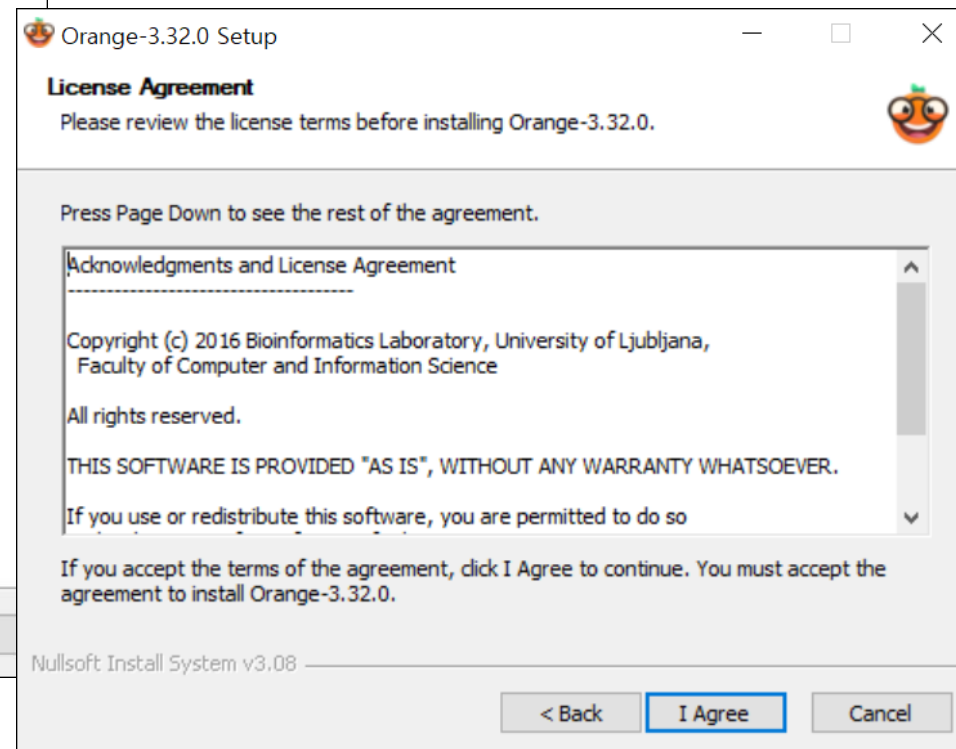 Orange-3.32.0 Setup
License Agreement
Please review the license terms before installing Orange-3.32.0.
Press Page Down to see the rest of the agreement.
Acknowledgments and License Agreement
-------------------------------------
Copyright (c) 2016 Bioinformatics Laboratory, University of Ljubljana,
Faculty of Computer and Information Science
All rights reserved.
THIS SOFTWARE IS PROVIDED "AS IS", WITHOUT ANY WARRANTY WHATSOEVER.
If you use or redistribute this software, you are permitted to do so
If you accept the terms of the agreement, click I Agree to continue. You must accept the
agreement to install Orange-3.32.0.
Nullsoft Install System v3.08
< Back I Agree Cancel